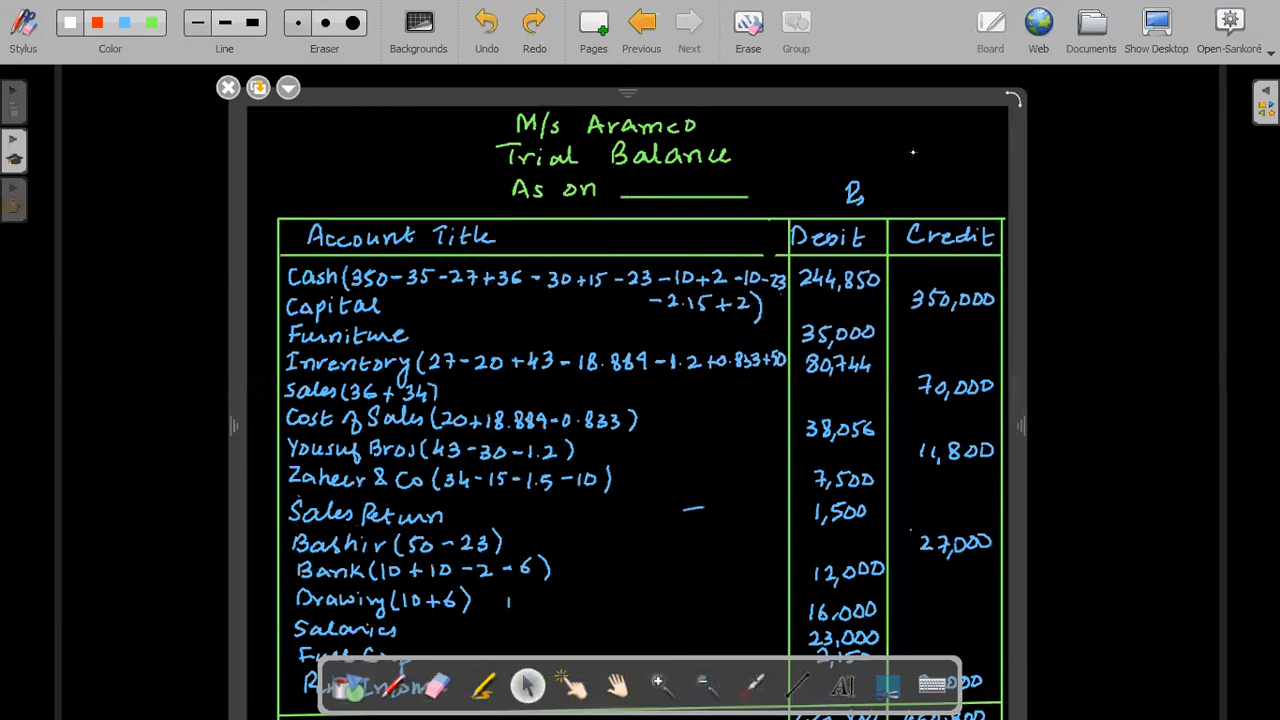 Stylus Color Line Eraser Backgrounds Undo Redo Pages Previous Next Erase Group Board Web Documents Show Desktop Open-Sankoré
M/s Aramco
Trial Balance
As on
Rs
Account Title Debit Credit
Cash (350-35-27+36-30+15-23-10+2-10-23 244,850
-2.15+2)
Capital 350,000
Furniture 35,000
Inventory (27-20+43-18.889-1.2+0.833+50 80,744
Sales (36+34) 70,000
Cost of Sales (20+18.889-0.833) 38,056
Yousuf Bros (43-30-1.2) 11,800
Zaheer & Co (34-15-1.5-10) 7,500
Sales Return 1,500
Bashir (50-23) 27,000
Bank (10+10-2-6) 12,000
Drawing (10+6) 16,000
Salaries 23,000
2,150
AI